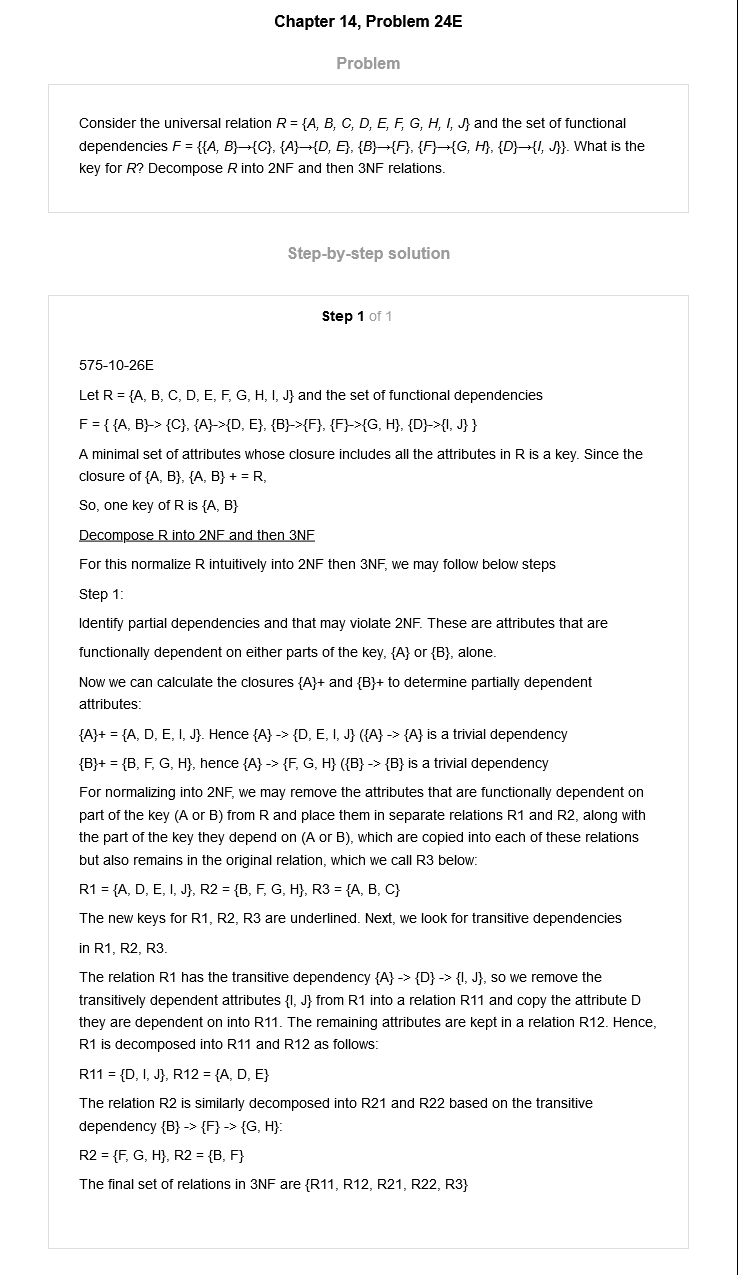 Chapter 14, Problem 24E
Problem
Consider the universal relation R = {A, B, C, D, E, F, G, H, I, J} and the set of functional
dependencies F = {{A, B}→{C}, {A}→{D, E}, {B}→{F}, {F}→{G, H}, {D}→{I, J}}. What is the
key for R? Decompose R into 2NF and then 3NF relations.
Step-by-step solution
Step 1 of 1
575-10-26E
Let R = {A, B, C, D, E, F, G, H, I, J} and the set of functional dependencies
F = { {A, B}-> {C}, {A}->{D, E}, {B}->{F}, {F}->{G, H}, {D}->{I, J} }
A minimal set of attributes whose closure includes all the attributes in R is a key. Since the
closure of {A, B}, {A, B} + = R,
So, one key of R is {A, B}
Decompose R into 2NF and then 3NF
For this normalize R intuitively into 2NF then 3NF, we may follow below steps
Step 1:
Identify partial dependencies and that may violate 2NF. These are attributes that are
functionally dependent on either parts of the key, {A} or {B}, alone.
Now we can calculate the closures {A}+ and {B}+ to determine partially dependent
attributes:
{A}+ = {A, D, E, I, J}. Hence {A} -> {D, E, I, J} ({A} -> {A} is a trivial dependency
{B}+ = {B, F, G, H}, hence {A} -> {F, G, H} ({B} -> {B} is a trivial dependency
For normalizing into 2NF, we may remove the attributes that are functionally dependent on
part of the key (A or B) from R and place them in separate relations R1 and R2, along with
the part of the key they depend on (A or B), which are copied into each of these relations
but also remains in the original relation, which we call R3 below:
R1 = {A, D, E, I, J}, R2 = {B, F, G, H}, R3 = {A, B, C}
The new keys for R1, R2, R3 are underlined. Next, we look for transitive dependencies
in R1, R2, R3.
The relation R1 has the transitive dependency {A} -> {D} -> {I, J}, so we remove the
transitively dependent attributes {I, J} from R1 into a relation R11 and copy the attribute D
they are dependent on into R11. The remaining attributes are kept in a relation R12. Hence,
R1 is decomposed into R11 and R12 as follows:
R11 = {D, I, J}, R12 = {A, D, E}
The relation R2 is similarly decomposed into R21 and R22 based on the transitive
dependency {B} -> {F} -> {G, H}:
R2 = {F, G, H}, R2 = {B, F}
The final set of relations in 3NF are {R11, R12, R21, R22, R3}